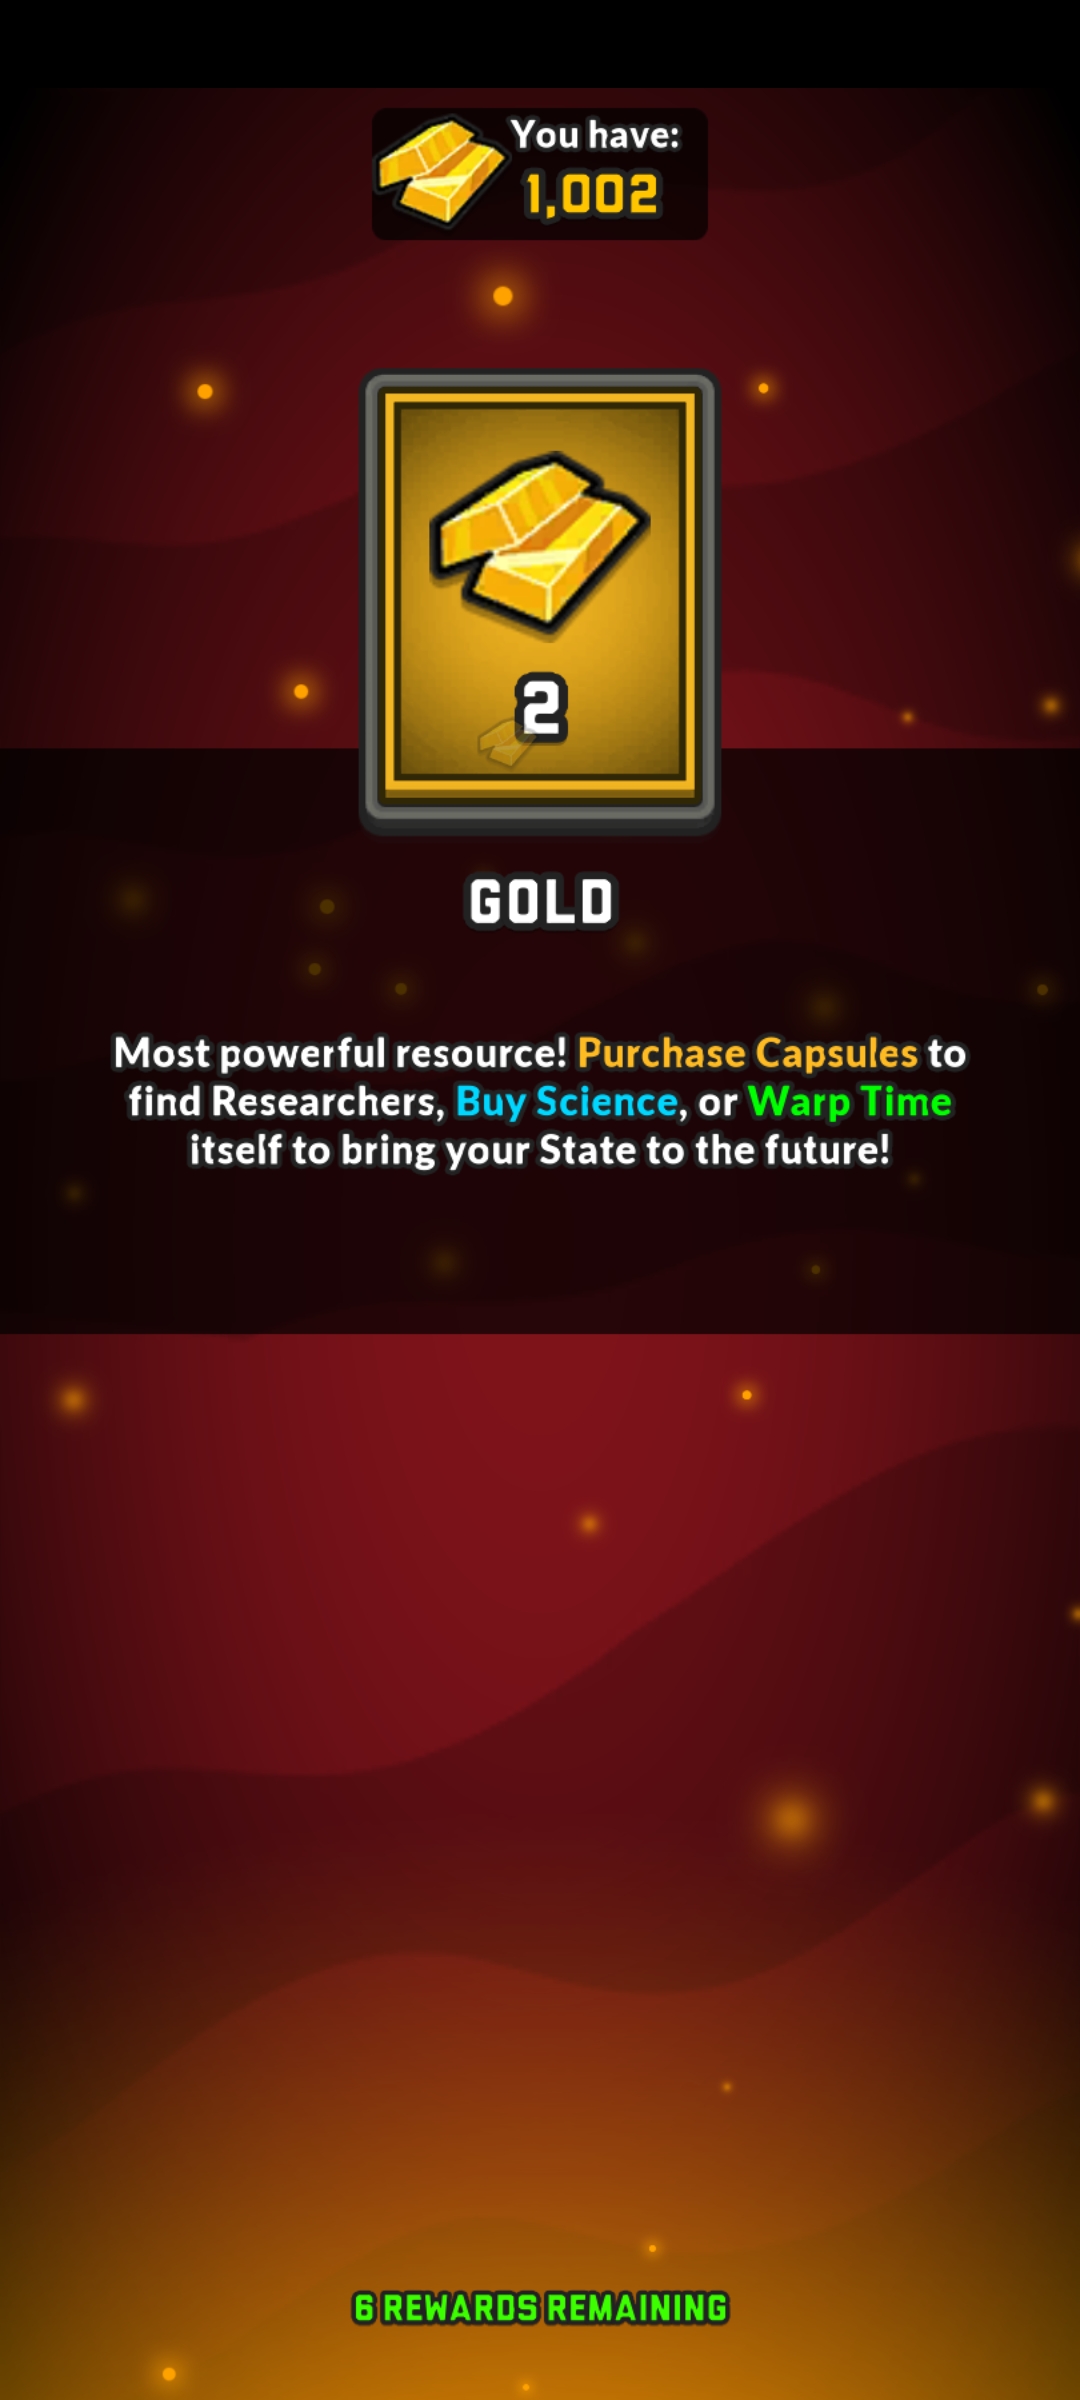 You have:
1,002
2
GOLD
Most powerful resource! Purchase Capsules to
find Researchers, Buy Science, or Warp Time
itself to bring your State to the future!
6 REWARDS REMAINING